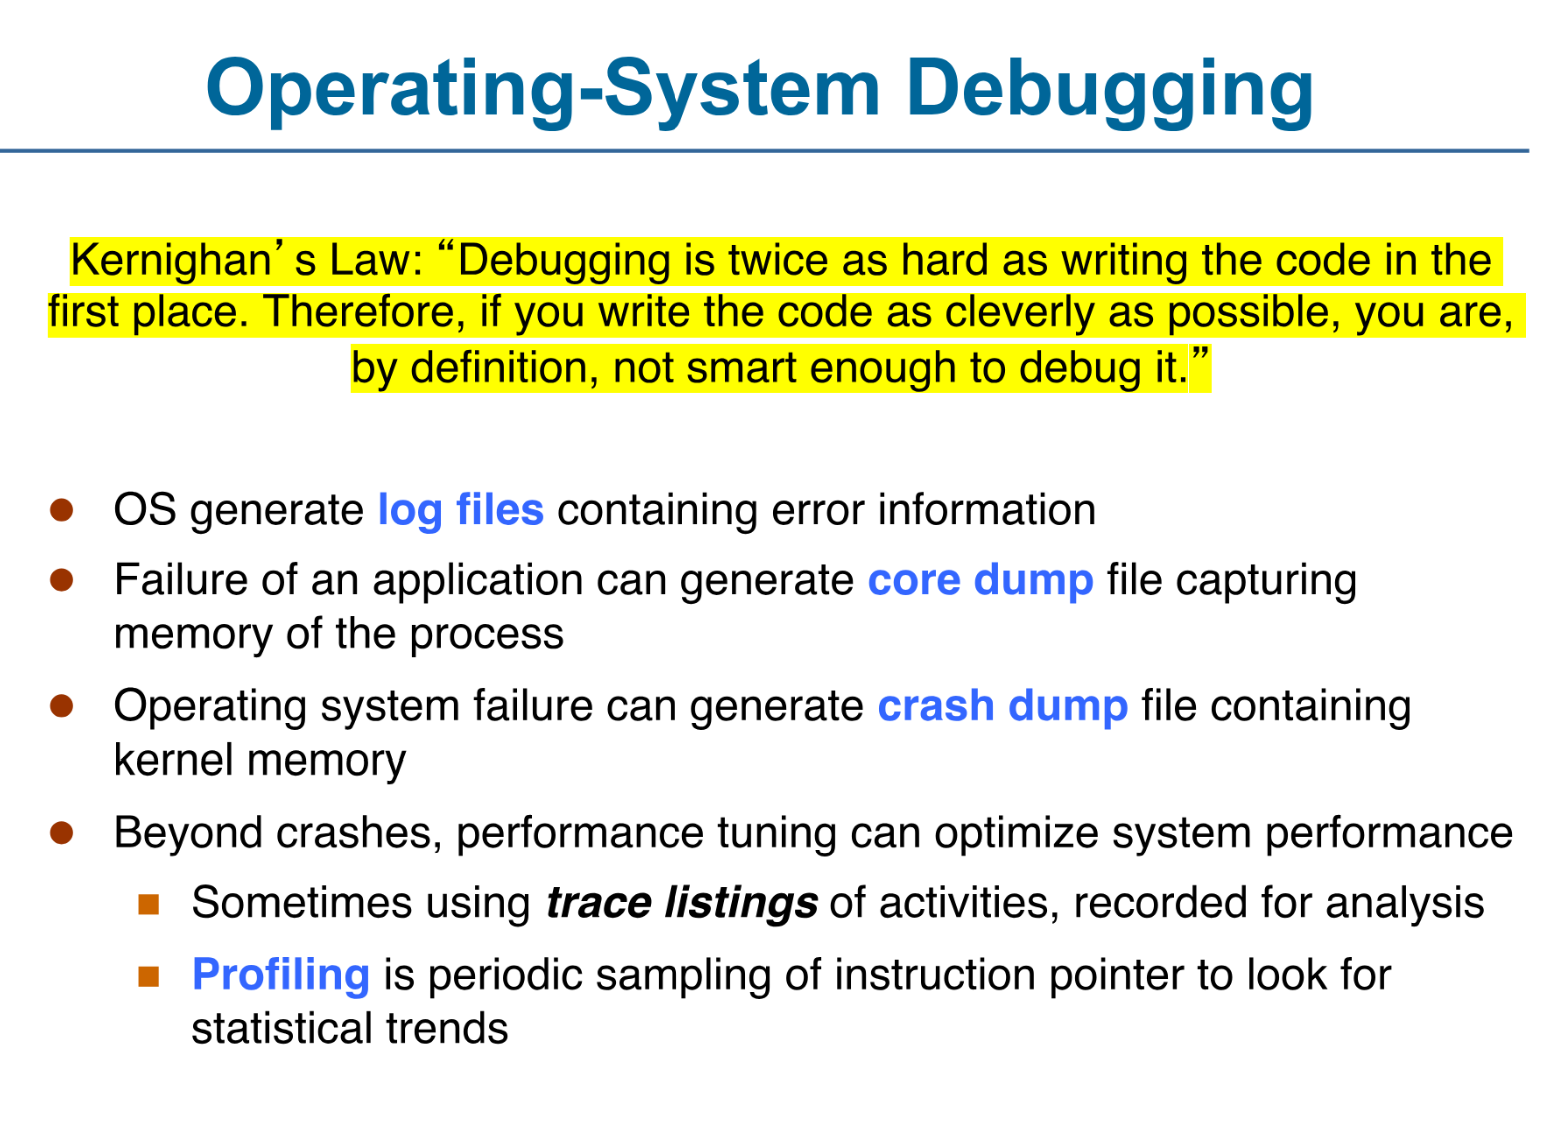 Operating-System Debugging
Kernighan’s Law: “Debugging is twice as hard as writing the code in the
first place. Therefore, if you write the code as cleverly as possible, you are,
by definition, not smart enough to debug it.”
OS generate log files containing error information
Failure of an application can generate core dump file capturing
memory of the process
Operating system failure can generate crash dump file containing
kernel memory
Beyond crashes, performance tuning can optimize system performance
Sometimes using trace listings of activities, recorded for analysis
Profiling is periodic sampling of instruction pointer to look for
statistical trends